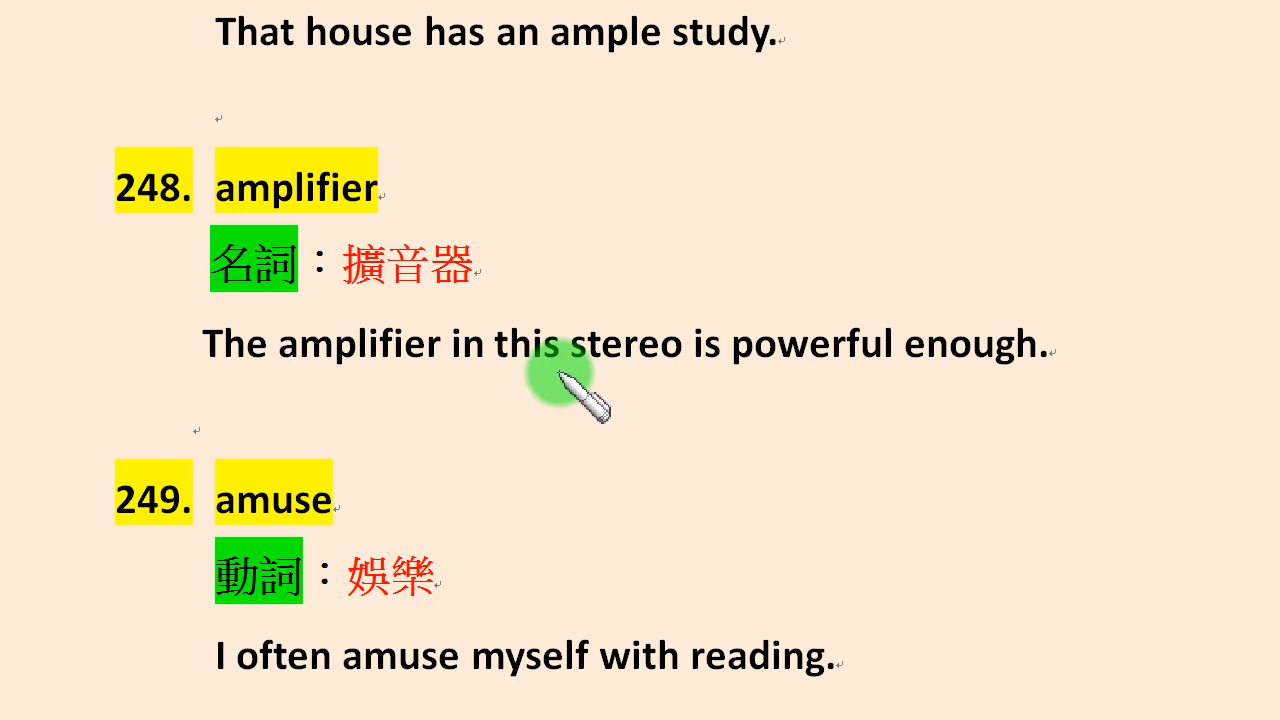 That house has an ample study.
248. amplifier
名詞：擴音器
The amplifier in this stereo is powerful enough.
249. amuse
動詞：娛樂
I often amuse myself with reading.